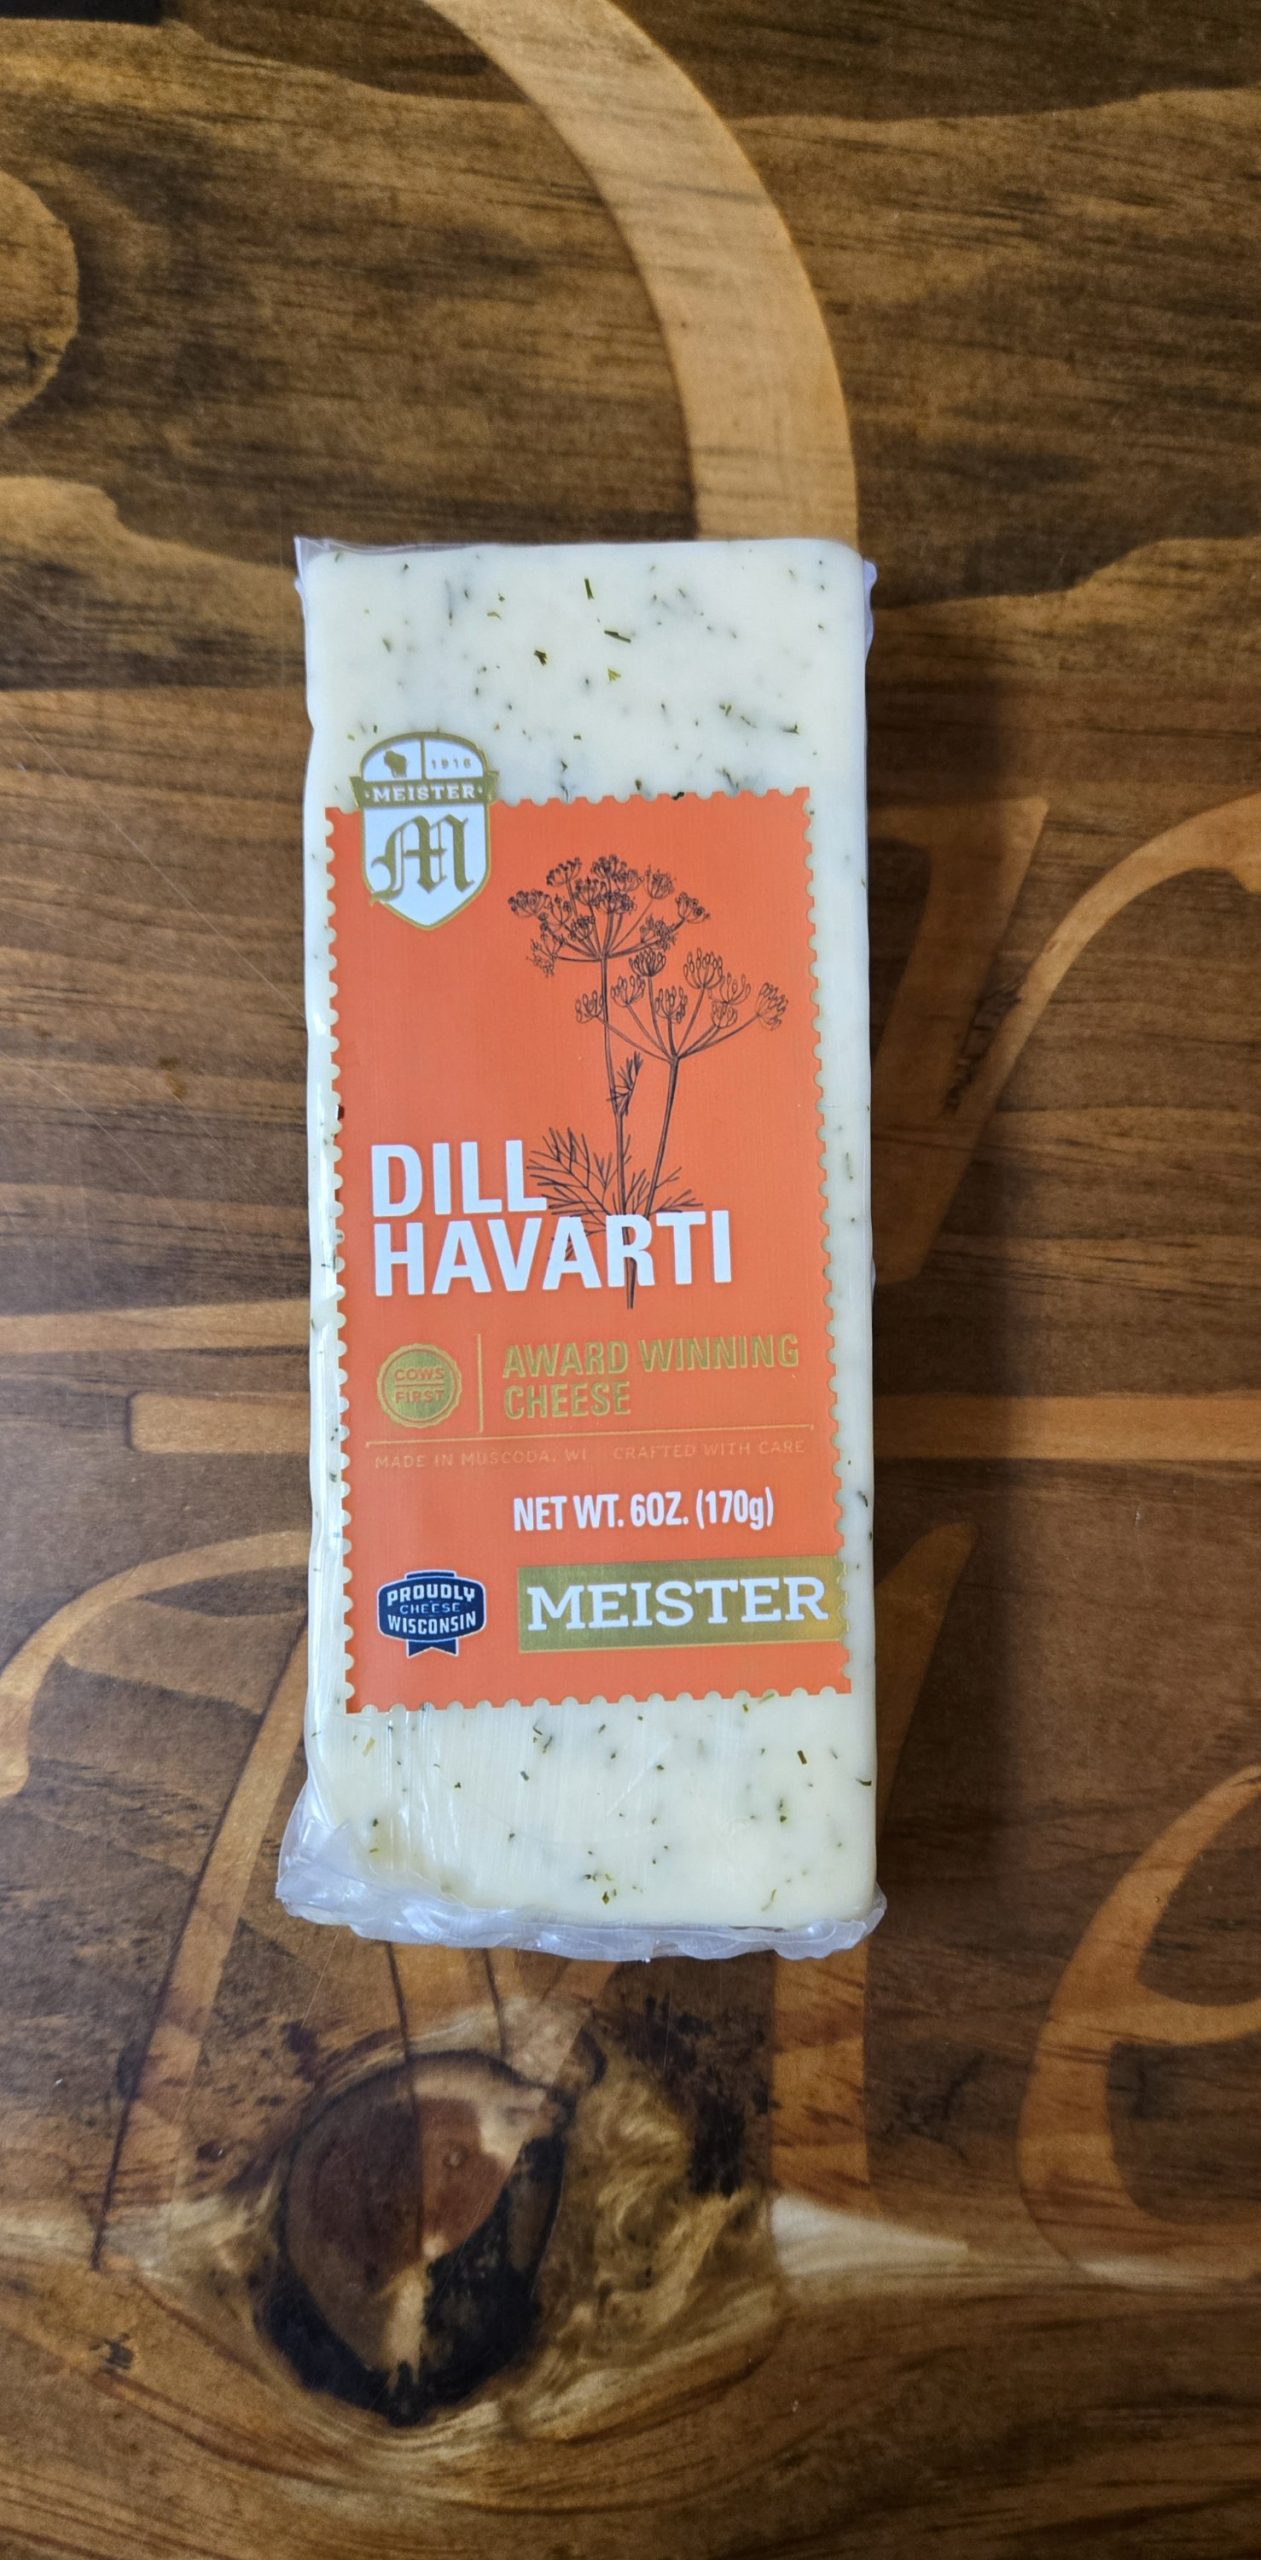 1916
MEISTER
M
DILL
HAVARTI
COWS
FIRST
AWARD WINNING
CHEESE
MADE IN MUSCODA, WI
CRAFTED WITH CARE
NET WT. 6OZ. (170g)
PROUDLY
CHEESE
WISCONSIN
MEISTER